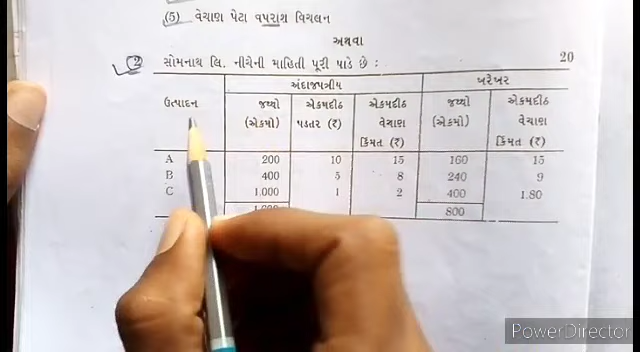 (5) વેચાણ પેટા વપરાશ વિચલન
અથવા
2 સોમનાથ લિ. નીચેની માહિતી પૂરી પાડે છે : 20
અંદાજપત્રીય ખરેખર
ઉત્પાદન જથ્થો એકમદીઠ એકમદીઠ જથ્થો એકમદીઠ
(એકમો) પડતર (₹) વેચાણ (એકમો) વેચાણ
કિંમત (₹) કિંમત (₹)
A 200 10 15 160 15
B 400 5 8 240 9
C 1,000 1 2 400 1.80
800
PowerDirector